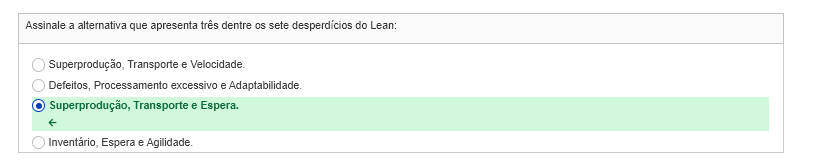 Assinale a alternativa que apresenta três dentre os sete desperdícios do Lean:
Superprodução, Transporte e Velocidade.
Defeitos, Processamento excessivo e Adaptabilidade.
Superprodução, Transporte e Espera.
←
Inventário, Espera e Agilidade.